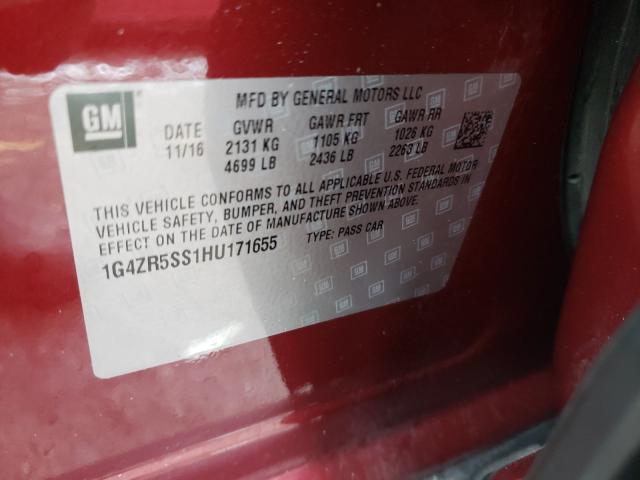 GM
MFD BY GENERAL MOTORS LLC
DATE GVWR GAWR FRT GAWR RR
11/16 2131 KG 1105 KG 1026 KG
4699 LB 2436 LB 2263 LB
THIS VEHICLE CONFORMS TO ALL APPLICABLE U.S. FEDERAL MOTOR
VEHICLE SAFETY, BUMPER, AND THEFT PREVENTION STANDARDS IN
EFFECT ON THE DATE OF MANUFACTURE SHOWN ABOVE.
1G4ZR5SS1HU171655 TYPE: PASS CAR